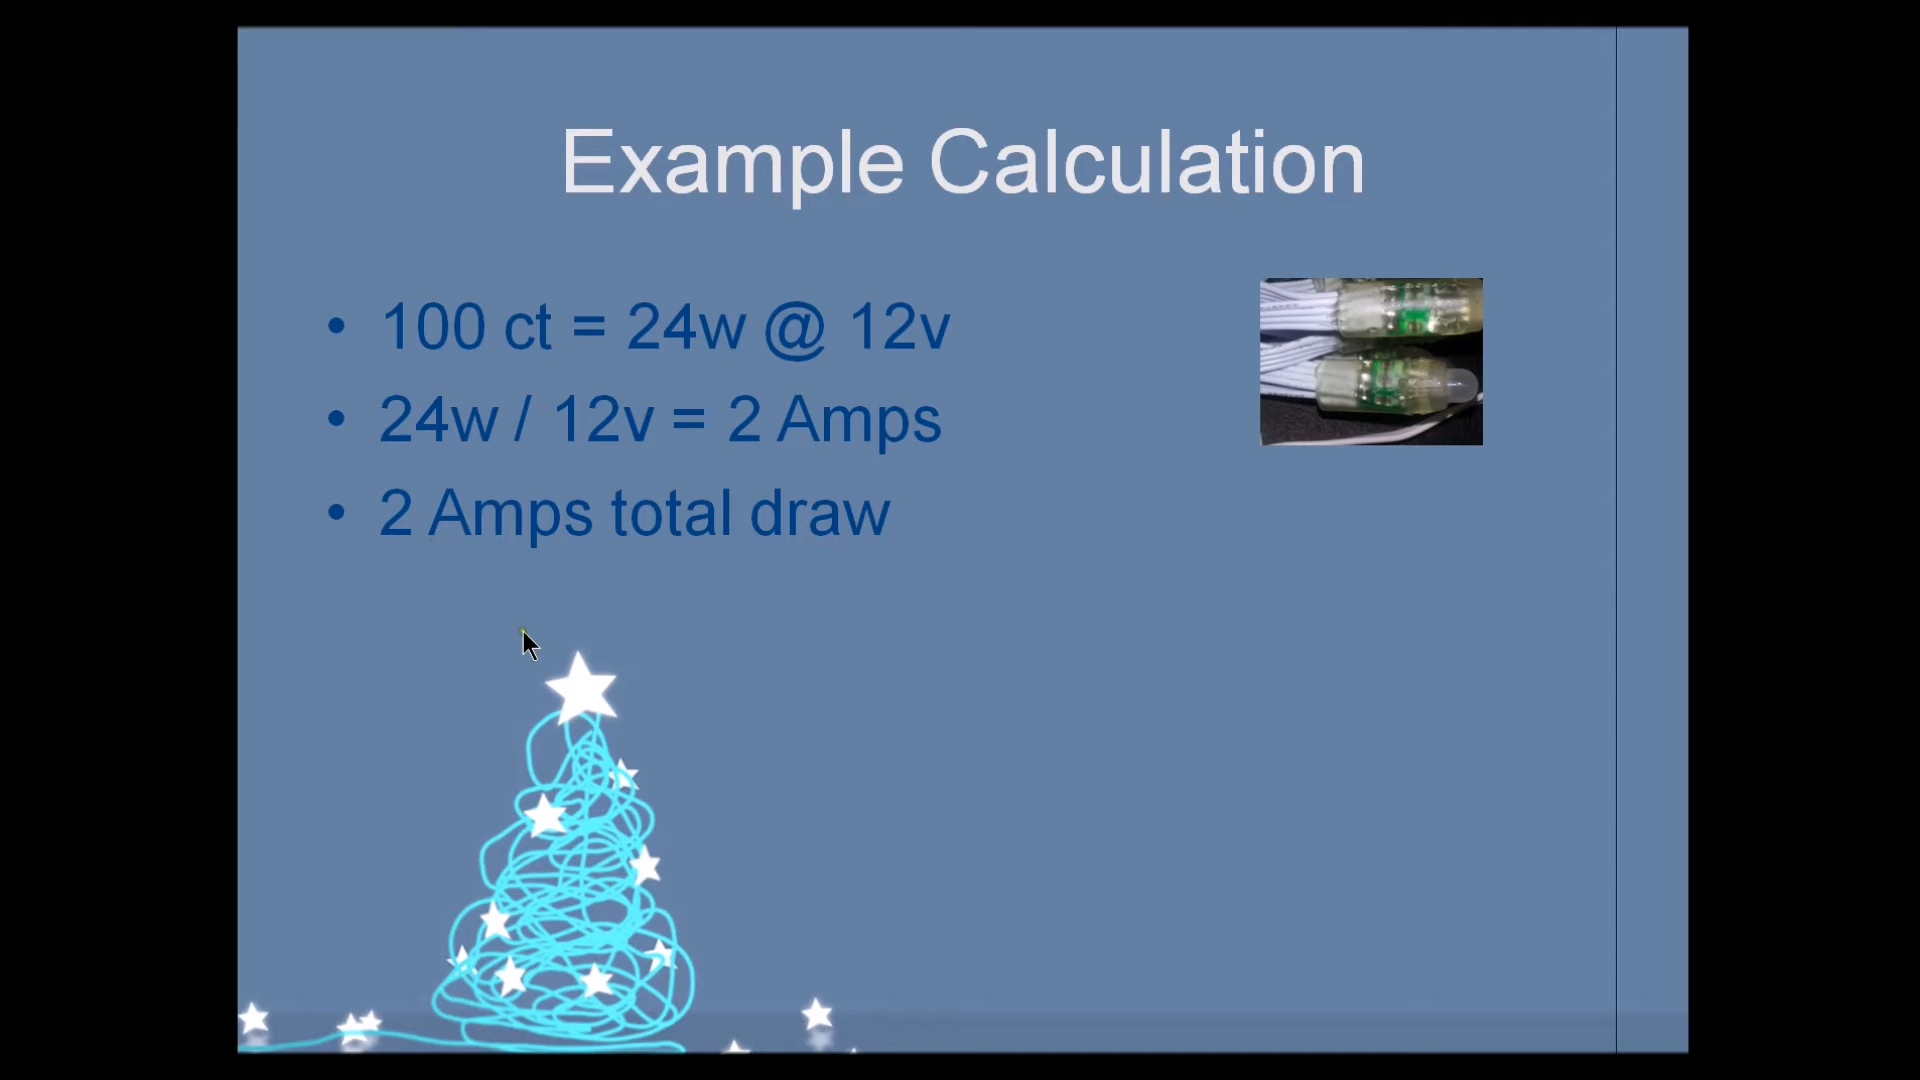 Example Calculation
• 100 ct = 24w @ 12v
• 24w / 12v = 2 Amps
• 2 Amps total draw